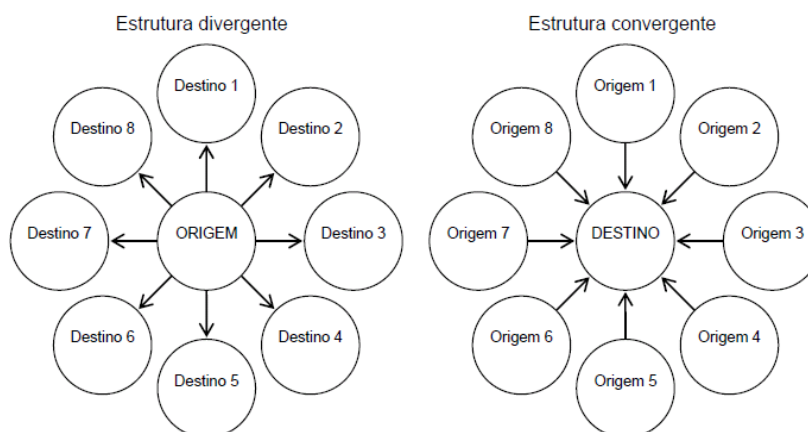 Estrutura divergente
Destino 1
Destino 8
Destino 2
Destino 7
ORIGEM
Destino 3
Destino 6
Destino 4
Destino 5
Estrutura convergente
Origem 1
Origem 8
Origem 2
Origem 7
DESTINO
Origem 3
Origem 6
Origem 4
Origem 5